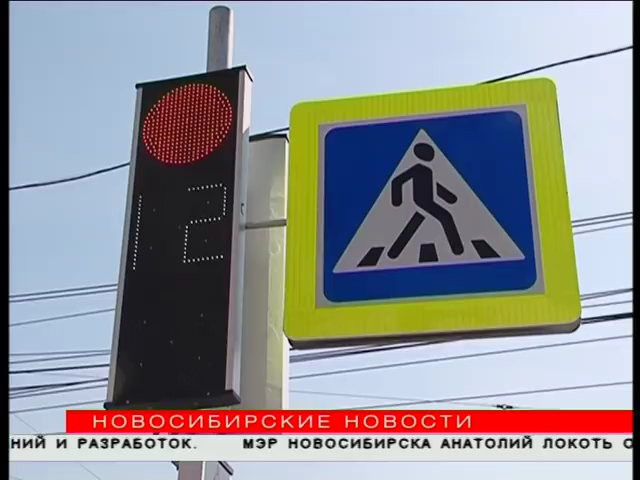 12
НОВОСИБИРСКИЕ НОВОСТИ
НИЙ И РАЗРАБОТОК. МЭР НОВОСИБИРСКА АНАТОЛИЙ ЛОКОТЬ